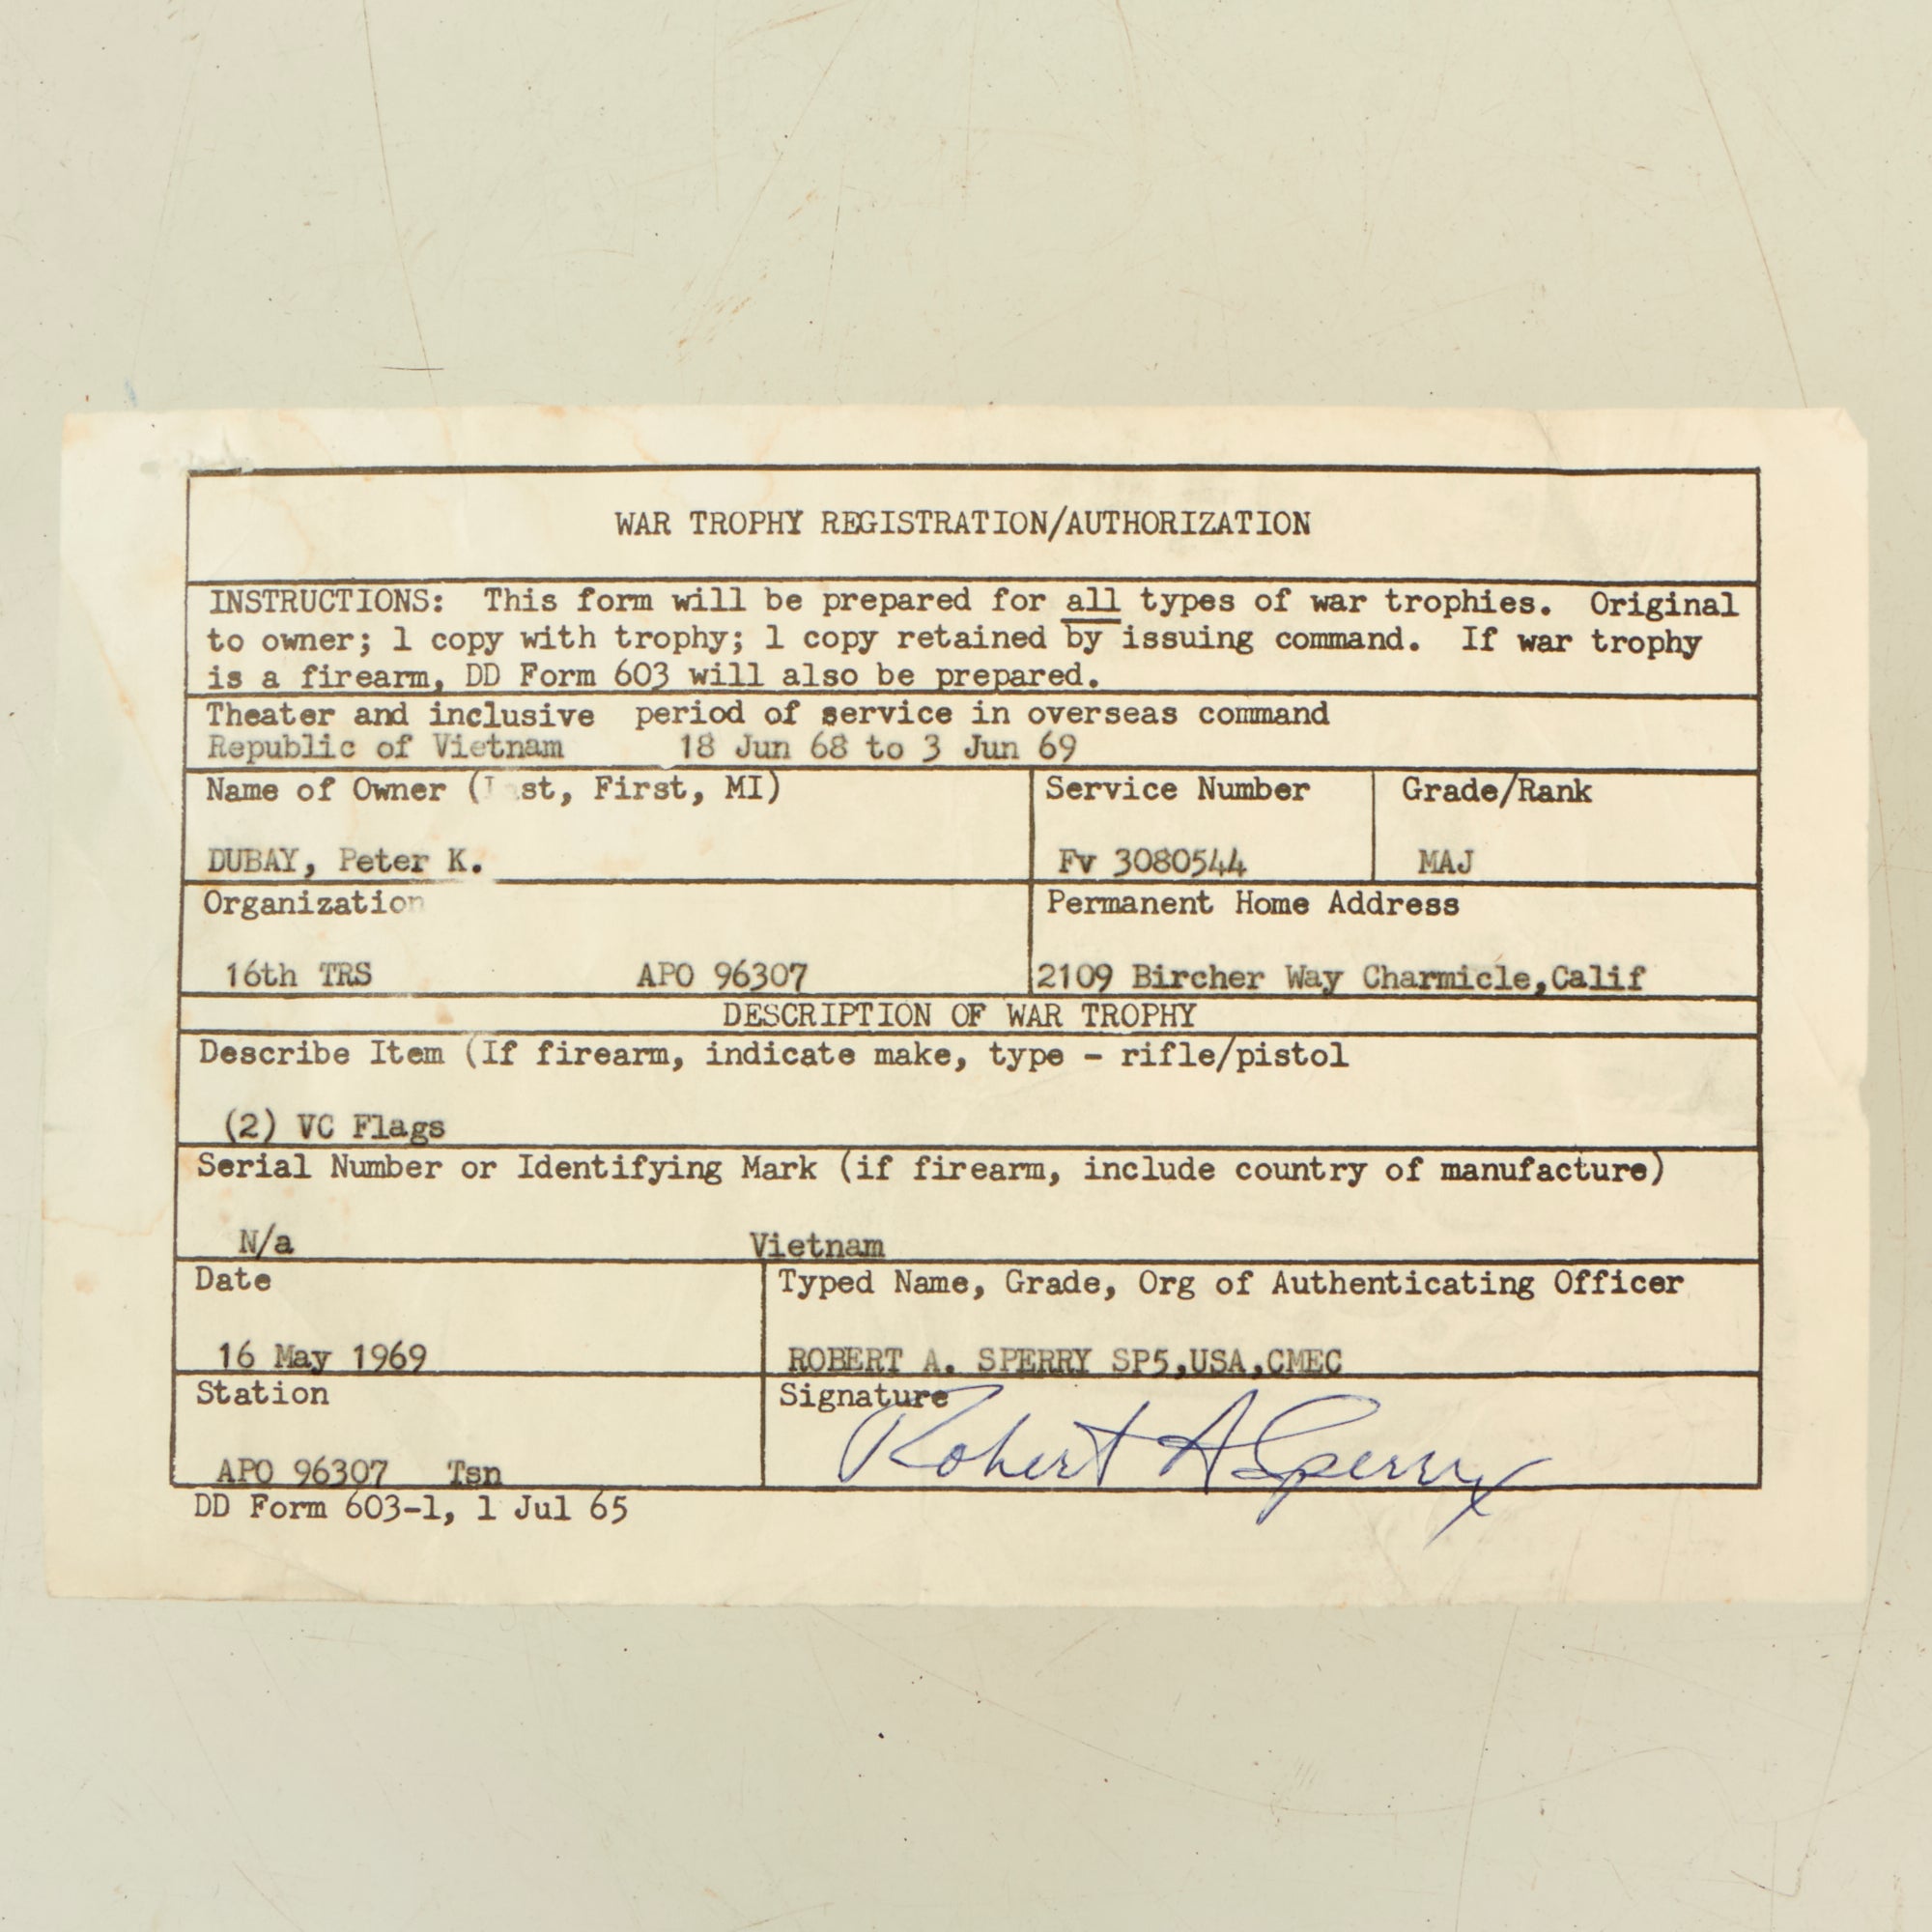 WAR TROPHY REGISTRATION/AUTHORIZATION
INSTRUCTIONS: This form will be prepared for all types of war trophies. Original
to owner; 1 copy with trophy; 1 copy retained by issuing command. If war trophy
is a firearm, DD Form 603 will also be prepared.
Theater and inclusive period of service in overseas command
Republic of Vietnam 18 Jun 68 to 3 Jun 69
Name of Owner (Last, First, MI) Service Number Grade/Rank
DUBAY, Peter K. Fv 3080544 MAJ
Organization Permanent Home Address
16th TRS APO 96307 2109 Bircher Way Charmicle,Calif
DESCRIPTION OF WAR TROPHY
Describe Item (If firearm, indicate make, type - rifle/pistol
(2) VC Flags
Serial Number or Identifying Mark (if firearm, include country of manufacture)
N/a Vietnam
Date Typed Name, Grade, Org of Authenticating Officer
16 May 1969 ROBERT A. SPERRY SP5,USA,CMEC
Station Signature
Robert A Sperry
APO 96307 Tsn
DD Form 603-1, 1 Jul 65